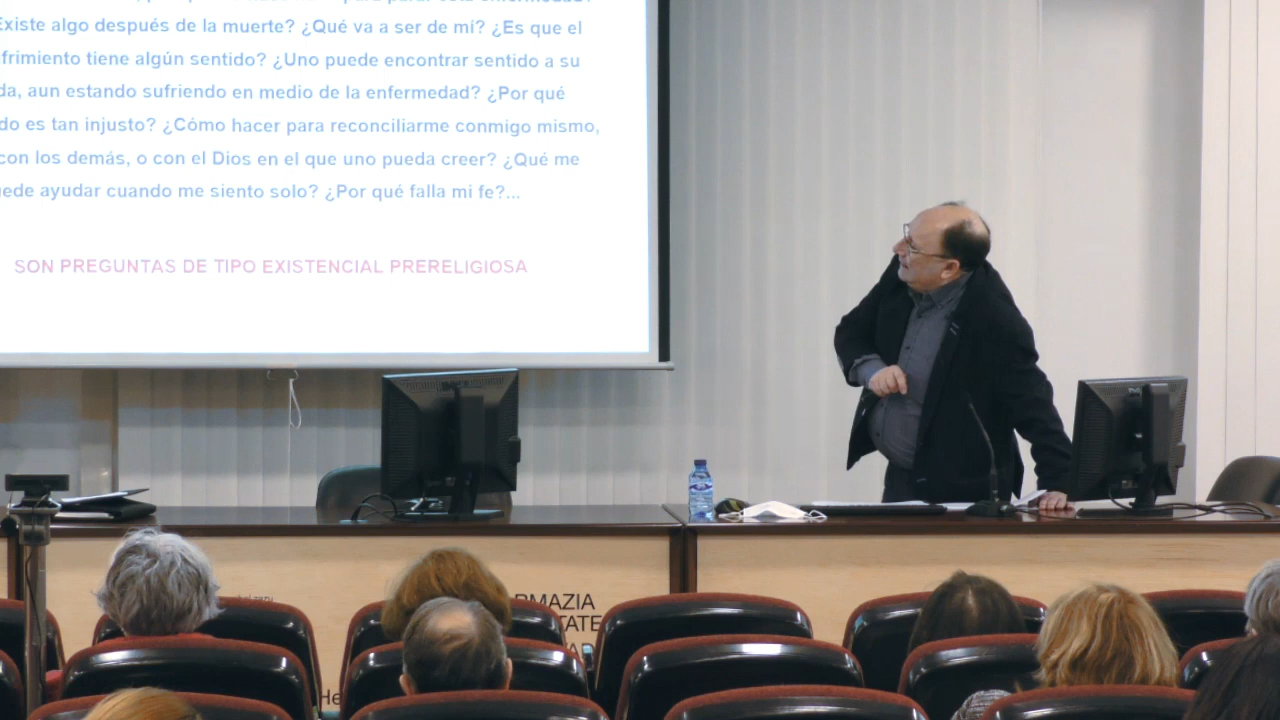 Existe algo después de la muerte? ¿Qué va a ser de mí? ¿Es que el
frimiento tiene algún sentido? ¿Uno puede encontrar sentido a su
da, aun estando sufriendo en medio de la enfermedad? ¿Por qué
do es tan injusto? ¿Cómo hacer para reconciliarme conmigo mismo,
con los demás, o con el Dios en el que uno pueda creer? ¿Qué me
uede ayudar cuando me siento solo? ¿Por qué falla mi fe?...
SON PREGUNTAS DE TIPO EXISTENCIAL PRERELIGIOSA
RMAZIA
TATE
He